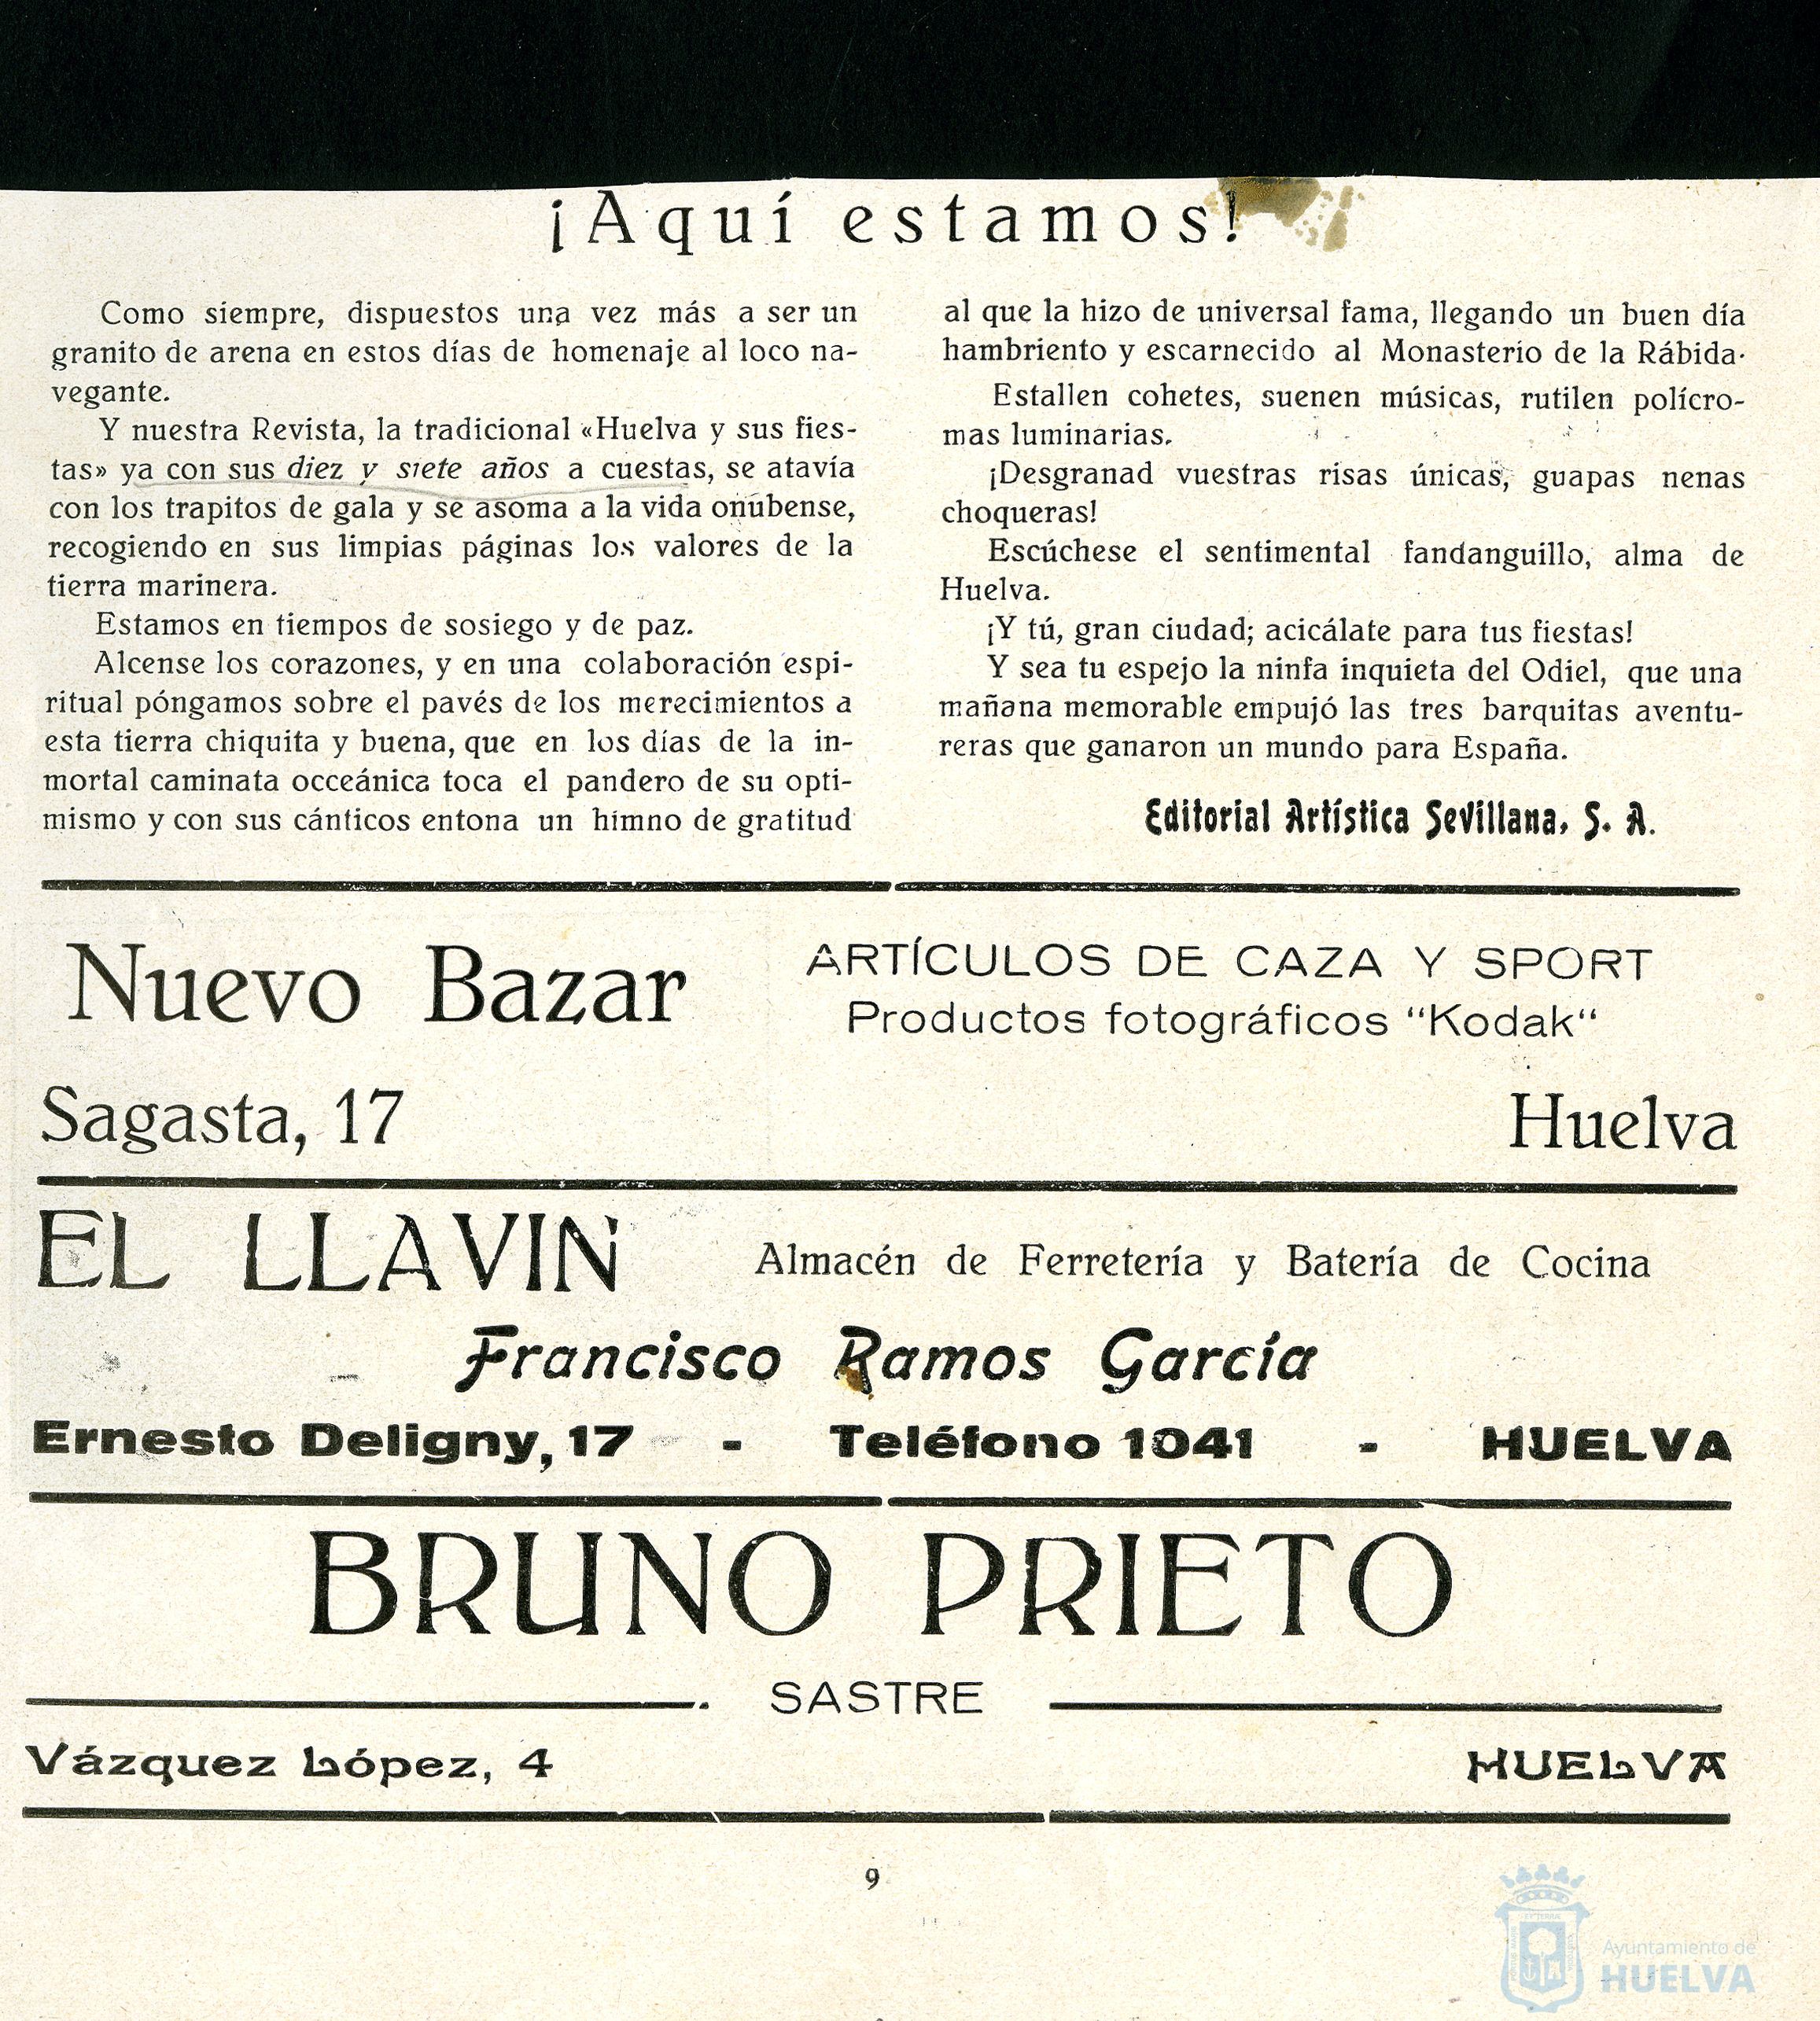 ¡Aquí estamos!
Como siempre, dispuestos una vez más a ser un
granito de arena en estos días de homenaje al loco na-
vegante.
Y nuestra Revista, la tradicional «Huelva y sus fies-
tas» ya con sus diez y siete años a cuestas, se atavía
con los trapitos de gala y se asoma a la vida onubense,
recogiendo en sus limpias páginas los valores de la
tierra marinera.
Estamos en tiempos de sosiego y de paz.
Alcense los corazones, y en una colaboración espi-
ritual póngamos sobre el pavés de los merecimientos a
esta tierra chiquita y buena, que en los días de la in-
mortal caminata occeánica toca el pandero de su opti-
mismo y con sus cánticos entona un himno de gratitud
al que la hizo de universal fama, llegando un buen día
hambriento y escarnecido al Monasterio de la Rábida.
Estallen cohetes, suenen músicas, rutilen polícro-
mas luminarias.
¡Desgranad vuestras risas únicas, guapas nenas
choqueras!
Escúchese el sentimental fandanguillo, alma de
Huelva.
¡Y tú, gran ciudad; acicálate para tus fiestas!
Y sea tu espejo la ninfa inquieta del Odiel, que una
mañana memorable empujó las tres barquitas aventu-
reras que ganaron un mundo para España.
Editorial Artística Sevillana, S. A.
Nuevo Bazar
ARTÍCULOS DE CAZA Y SPORT
Productos fotográficos "Kodak"
Sagasta, 17
Huelva
EL LLAVIN
Almacén de Ferretería y Batería de Cocina
Francisco Ramos García
Ernesto Deligny, 17 - Teléfono 1041 - HUELVA
BRUNO PRIETO
SASTRE
Vázquez López, 4
HUELVA
9
Ayuntamiento de
HUELVA